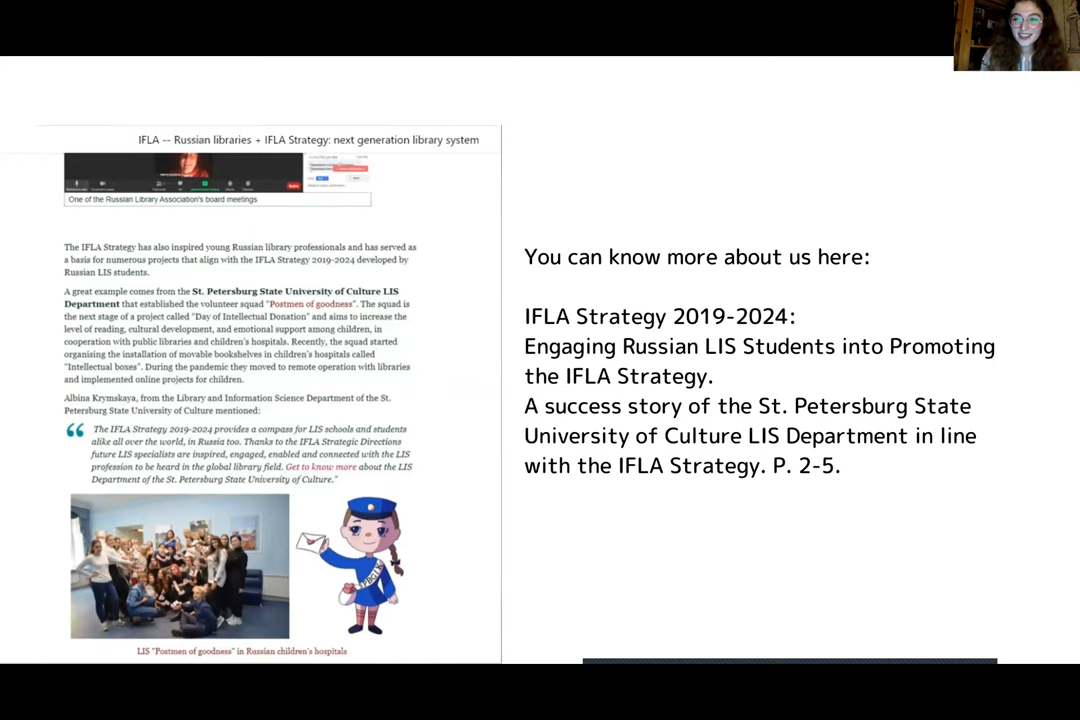 IFLA -- Russian libraries + IFLA Strategy: next generation library system
One of the Russian Library Association's board meetings
The IFLA Strategy has also inspired young Russian library professionals and has served as
a basis for numerous projects that align with the IFLA Strategy 2019-2024 developed by
Russian LIS students.
A great example comes from the St. Petersburg State University of Culture LIS
Department that established the volunteer squad "Postmen of goodness". The squad is
the next stage of a project called "Day of Intellectual Donation" and aims to increase the
level of reading, cultural development, and emotional support among children, in
cooperation with public libraries and children's hospitals. Recently, the squad started
organising the installation of movable bookshelves in children's hospitals called
"Intellectual boxes". During the pandemic they moved to remote operation with libraries
and implemented online projects for children.
Albina Krymskaya, from the Library and Information Science Department of the St.
Petersburg State University of Culture mentioned:
The IFLA Strategy 2019-2024 provides a compass for LIS schools and students
alike all over the world, in Russia too. Thanks to the IFLA Strategic Directions
future LIS specialists are inspired, engaged, enabled and connected with the LIS
profession to be heard in the global library field. Get to know more about the LIS
Department of the St. Petersburg State University of Culture."
LIS "Postmen of goodness" in Russian children's hospitals
You can know more about us here:
IFLA Strategy 2019-2024:
Engaging Russian LIS Students into Promoting
the IFLA Strategy.
A success story of the St. Petersburg State
University of Culture LIS Department in line
with the IFLA Strategy. P. 2-5.